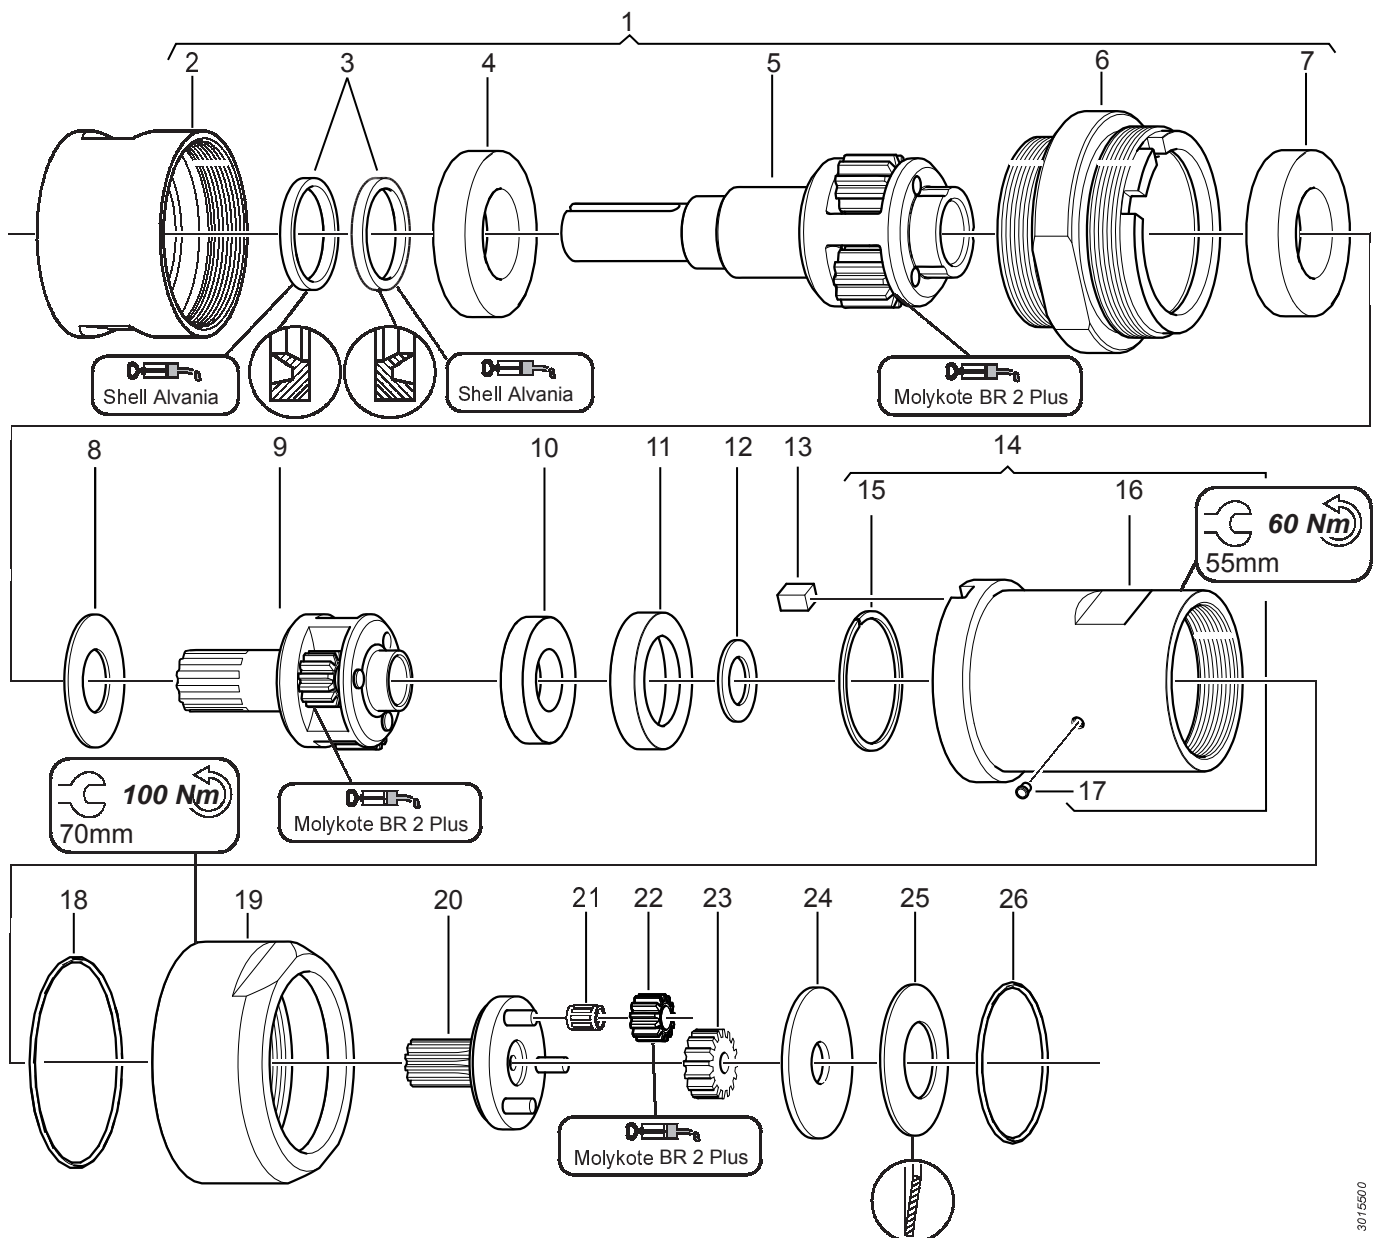 1
2 3 4 5 6 7
Shell Alvania
Shell Alvania
Molykote BR 2 Plus
8 9 10 11 12 13 14
15 16
60 Nm
55mm
17
100 Nm
70mm
Molykote BR 2 Plus
18 19 20 21 22 23 24 25 26
Molykote BR 2 Plus
3015500